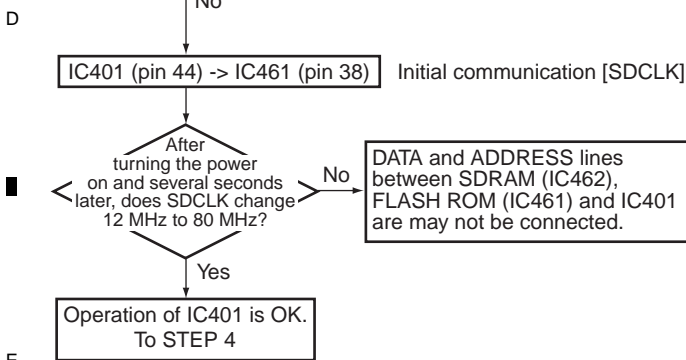 No
D
IC401 (pin 44) -> IC461 (pin 38)
Initial communication [SDCLK]
After
turning the power
on and several seconds
later, does SDCLK change
12 MHz to 80 MHz?
No
DATA and ADDRESS lines
between SDRAM (IC462),
FLASH ROM (IC461) and IC401
are may not be connected.
Yes
Operation of IC401 is OK.
To STEP 4